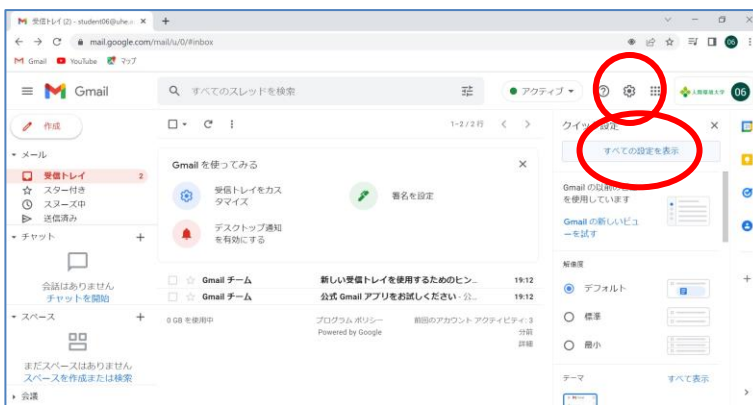 受信トレイ (2) - student06@uhe.
mail.google.com/mail/u/0/#inbox
Gmail YouTube マップ
Gmail
すべてのスレッドを検索
アクティブ
人間環境大学
06
作成
メール
受信トレイ 2
スター付き
スヌーズ中
送信済み
チャット
会話はありません
チャットを開始
スペース
まだスペースはありません
スペースを作成または検索
会議
1-2 / 2 行
Gmail を使ってみる
受信トレイをカス
タマイズ
署名を設定
デスクトップ通知
を有効にする
Gmail チーム 新しい受信トレイを使用するためのヒン... 19:12
Gmail チーム 公式 Gmail アプリをお試しください - 公... 19:12
0 GB を使用中
プログラム ポリシー
Powered by Google
前回のアカウント アクティビティ: 3
分前
詳細
クイック設定
すべての設定を表示
Gmail の以前の
を使用しています
Gmail の新しいビュ
ーを試す
解像度
デフォルト
標準
最小
テーマ すべて表示